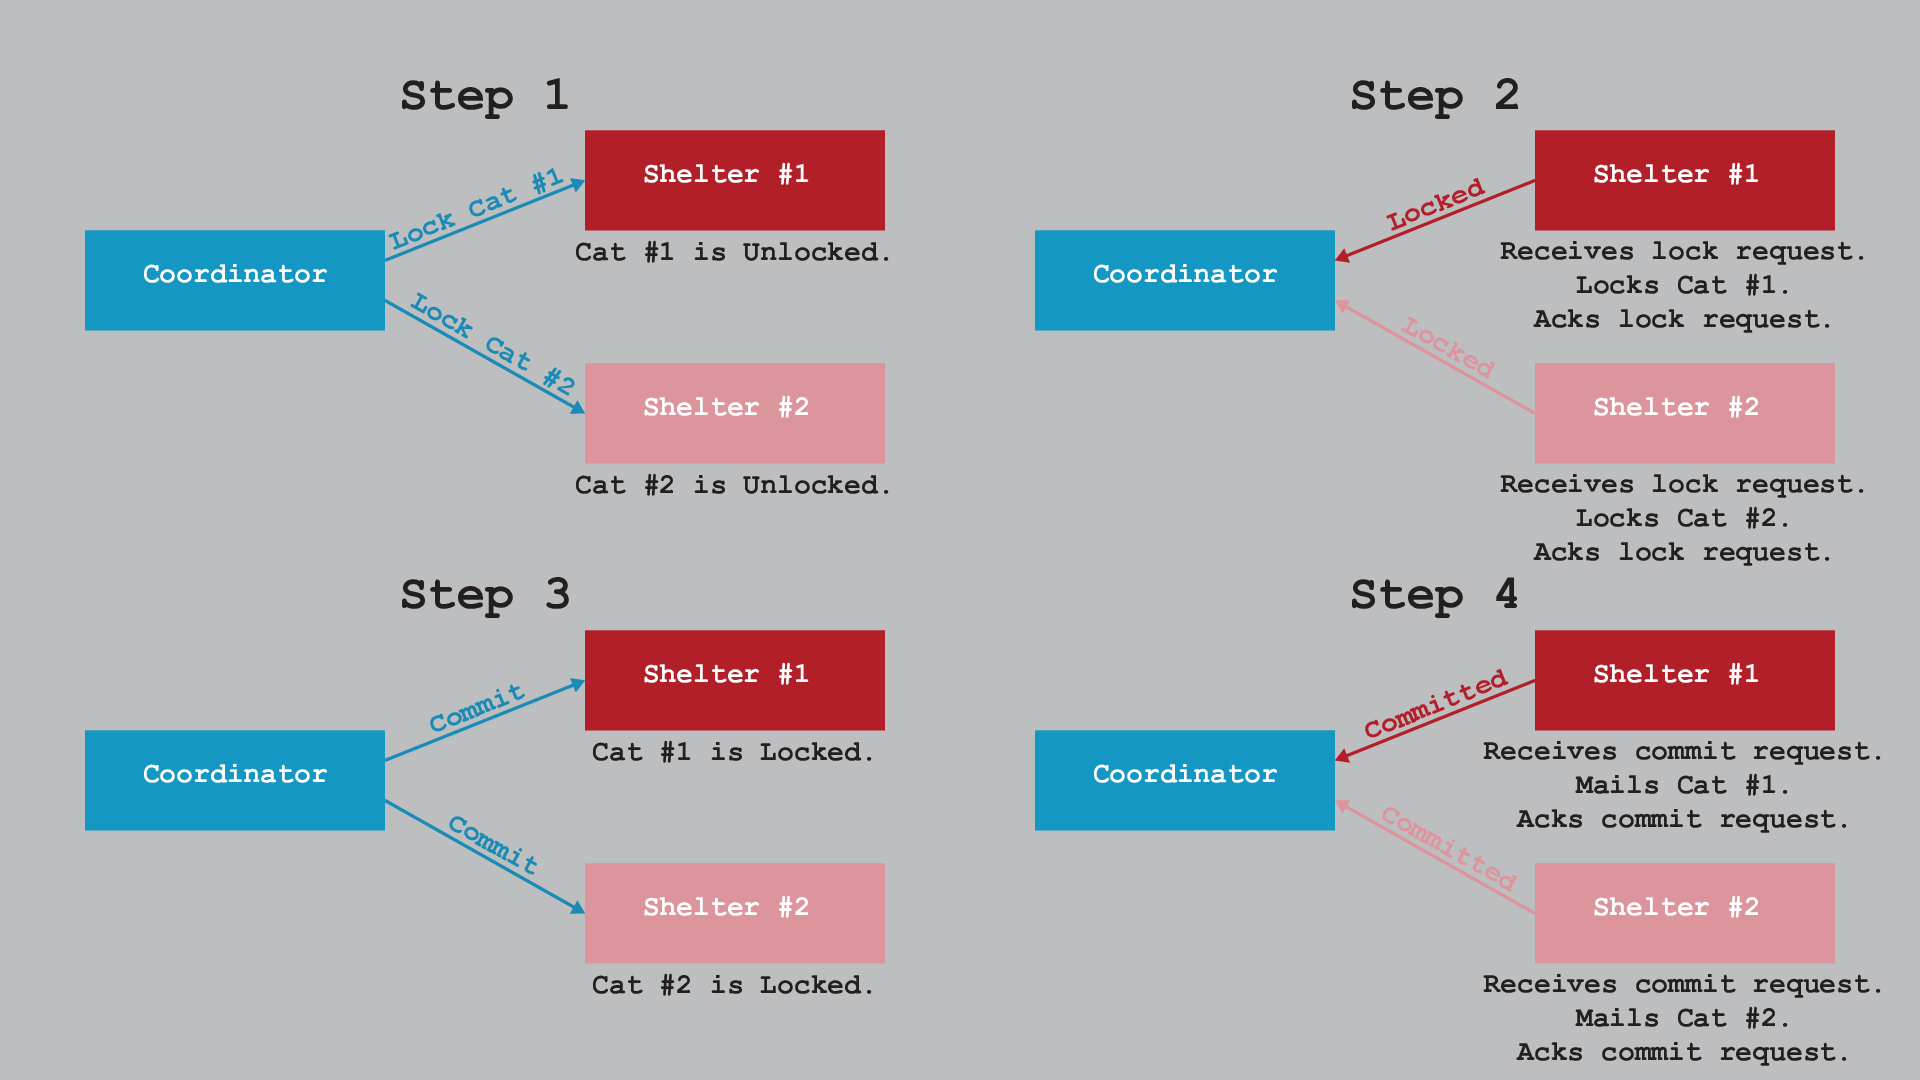 Step 1
Lock Cat #1
Shelter #1
Cat #1 is Unlocked.
Coordinator
Lock Cat #2
Shelter #2
Cat #2 is Unlocked.
Step 2
Locked
Shelter #1
Receives lock request.
Locks Cat #1.
Acks lock request.
Coordinator
Locked
Shelter #2
Receives lock request.
Locks Cat #2.
Acks lock request.
Step 3
Commit
Shelter #1
Cat #1 is Locked.
Coordinator
Commit
Shelter #2
Cat #2 is Locked.
Step 4
Committed
Shelter #1
Receives commit request.
Mails Cat #1.
Acks commit request.
Coordinator
Committed
Shelter #2
Receives commit request.
Mails Cat #2.
Acks commit request.